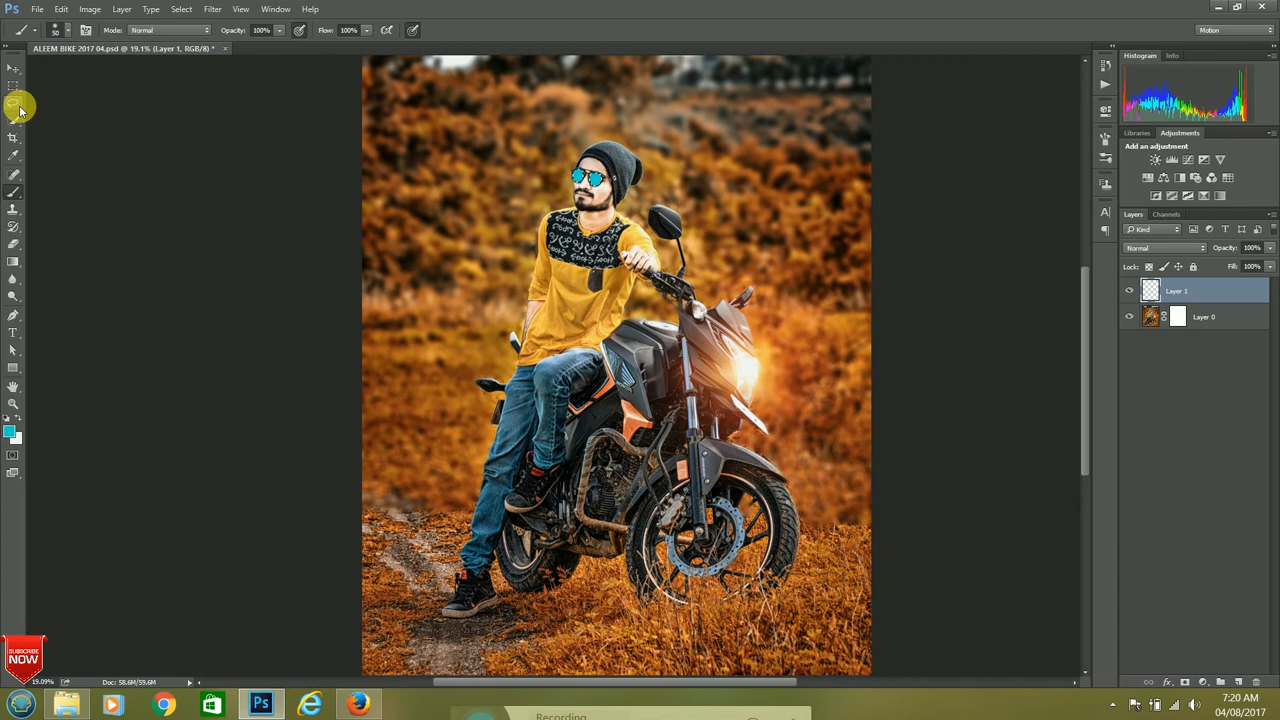 Ps File Edit Image Layer Type Select Filter View Window Help
50 Mode: Normal Opacity: 100% Flow: 100% Motion
ALEEM BIKE 2017 04.psd @ 19.1% (Layer 1, RGB/8) * ×
Histogram Info
Libraries Adjustments
Add an adjustment
Layers Channels
Kind
Normal Opacity: 100%
Lock: Fill: 100%
Layer 1
Layer 0
SUBSCRIBE
NOW
19.09% Doc: 58.6M/59.6M
Ps
Recording
7:20 AM
04/08/2017